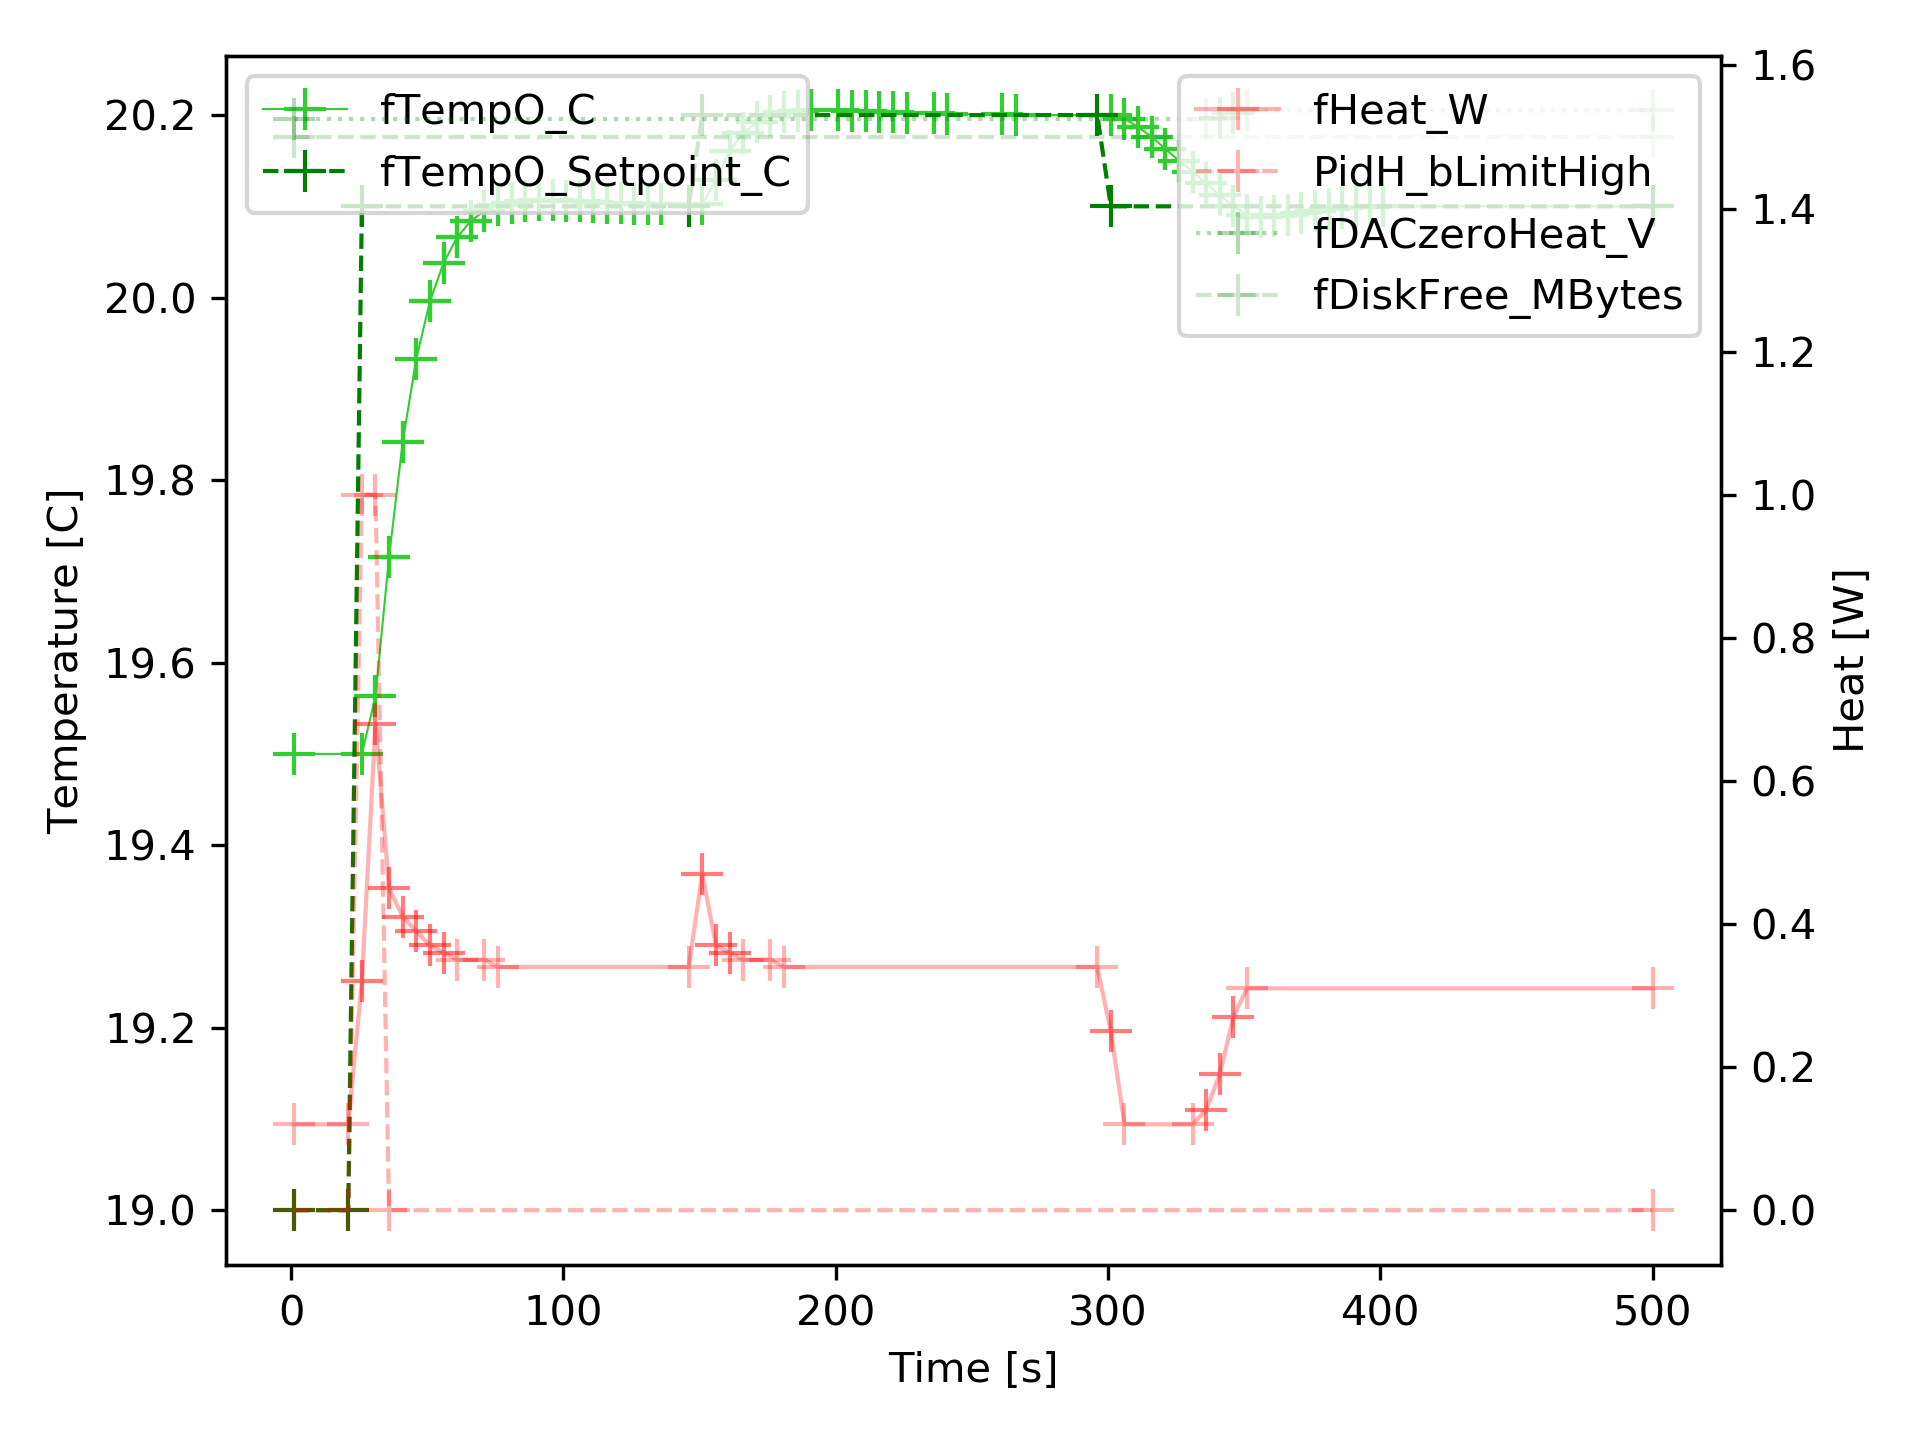 fTempO_C
fTempO_Setpoint_C
fHeat_W
PidH_bLimitHigh
fDACzeroHeat_V
fDiskFree_MBytes
Temperature [C]
20.2
20.0
19.8
19.6
19.4
19.2
19.0
1.6
1.4
1.2
1.0
0.8
0.6
0.4
0.2
0.0
Heat [W]
0 100 200 300 400 500
Time [s]